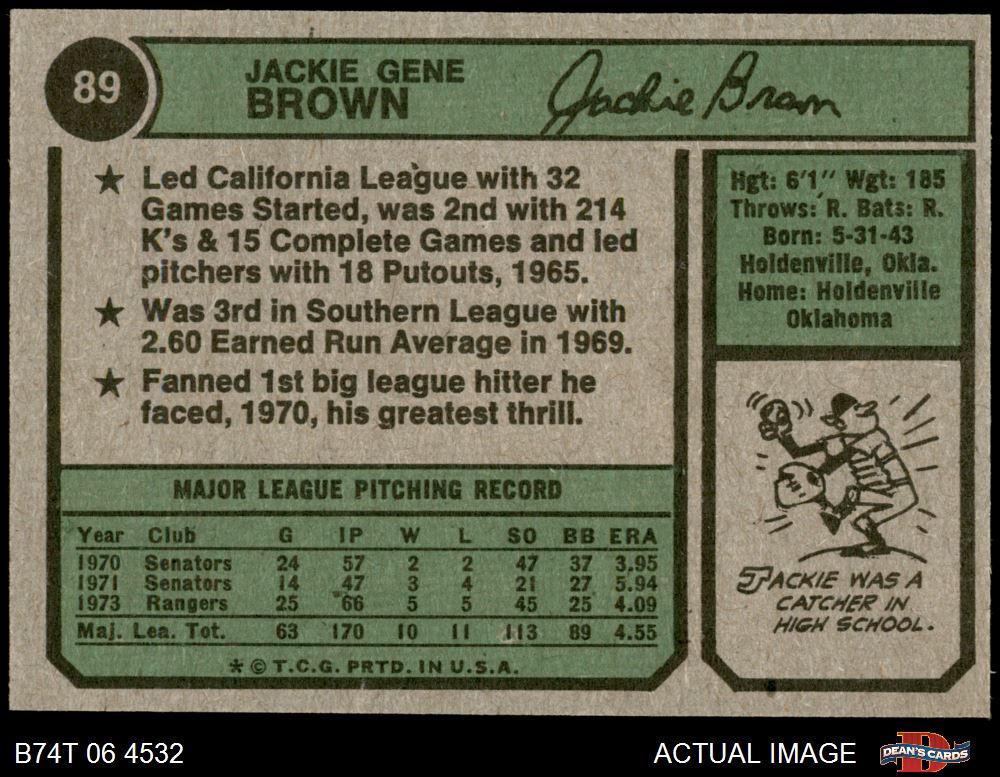 89
JACKIE GENE
BROWN
Jackie Brown
★ Led California League with 32
Games Started, was 2nd with 214
K's & 15 Complete Games and led
pitchers with 18 Putouts, 1965.
★ Was 3rd in Southern League with
2.60 Earned Run Average in 1969.
★ Fanned 1st big league hitter he
faced, 1970, his greatest thrill.
Hgt: 6'1" Wgt: 185
Throws: R. Bats: R.
Born: 5-31-43
Holdenville, Okla.
Home: Holdenville
Oklahoma
MAJOR LEAGUE PITCHING RECORD
Year Club G IP W L SO BB ERA
1970 Senators 24 57 2 2 47 37 3.95
1971 Senators 14 47 3 4 21 27 5.94
1973 Rangers 25 66 5 5 45 25 4.09
Maj. Lea. Tot. 63 170 10 11 113 89 4.55
* © T.C.G. PRTD. IN U.S.A.
JACKIE WAS A
CATCHER IN
HIGH SCHOOL.
B74T 06 4532
ACTUAL IMAGE
DEAN'S CARDS